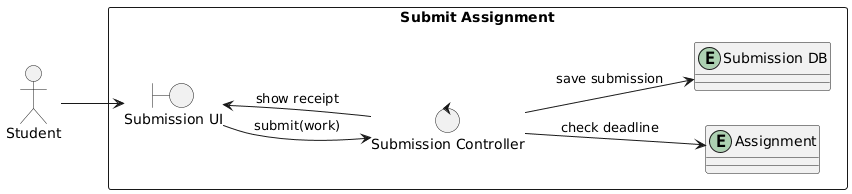 Submit Assignment
Student
Submission UI
show receipt
submit(work)
Submission Controller
save submission
check deadline
E Submission DB
E Assignment